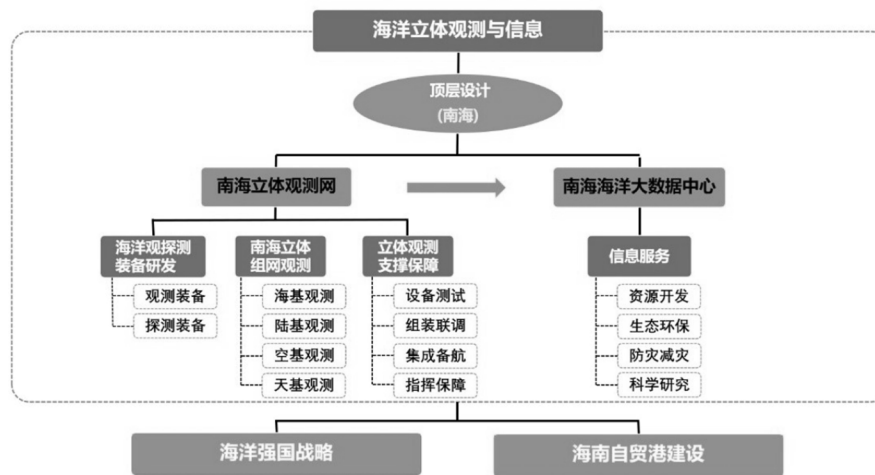 海洋立体观测与信息
顶层设计
(南海)
南海立体观测网
南海海洋大数据中心
海洋观探测
装备研发
观测装备
探测装备
南海立体
组网观测
海基观测
陆基观测
空基观测
天基观测
立体观测
支撑保障
设备测试
组装联调
集成备航
指挥保障
信息服务
资源开发
生态环保
防灾减灾
科学研究
海洋强国战略
海南自贸港建设